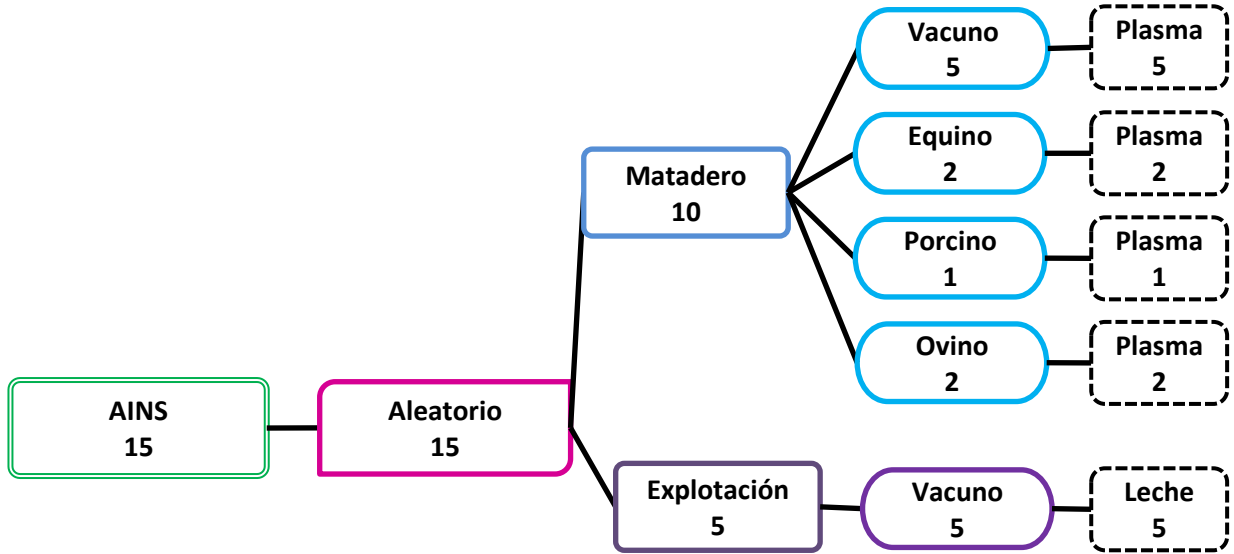 Vacuno
5
Plasma
5
Equino
2
Plasma
2
Matadero
10
Porcino
1
Plasma
1
Ovino
2
Plasma
2
AINS
15
Aleatorio
15
Explotación
5
Vacuno
5
Leche
5